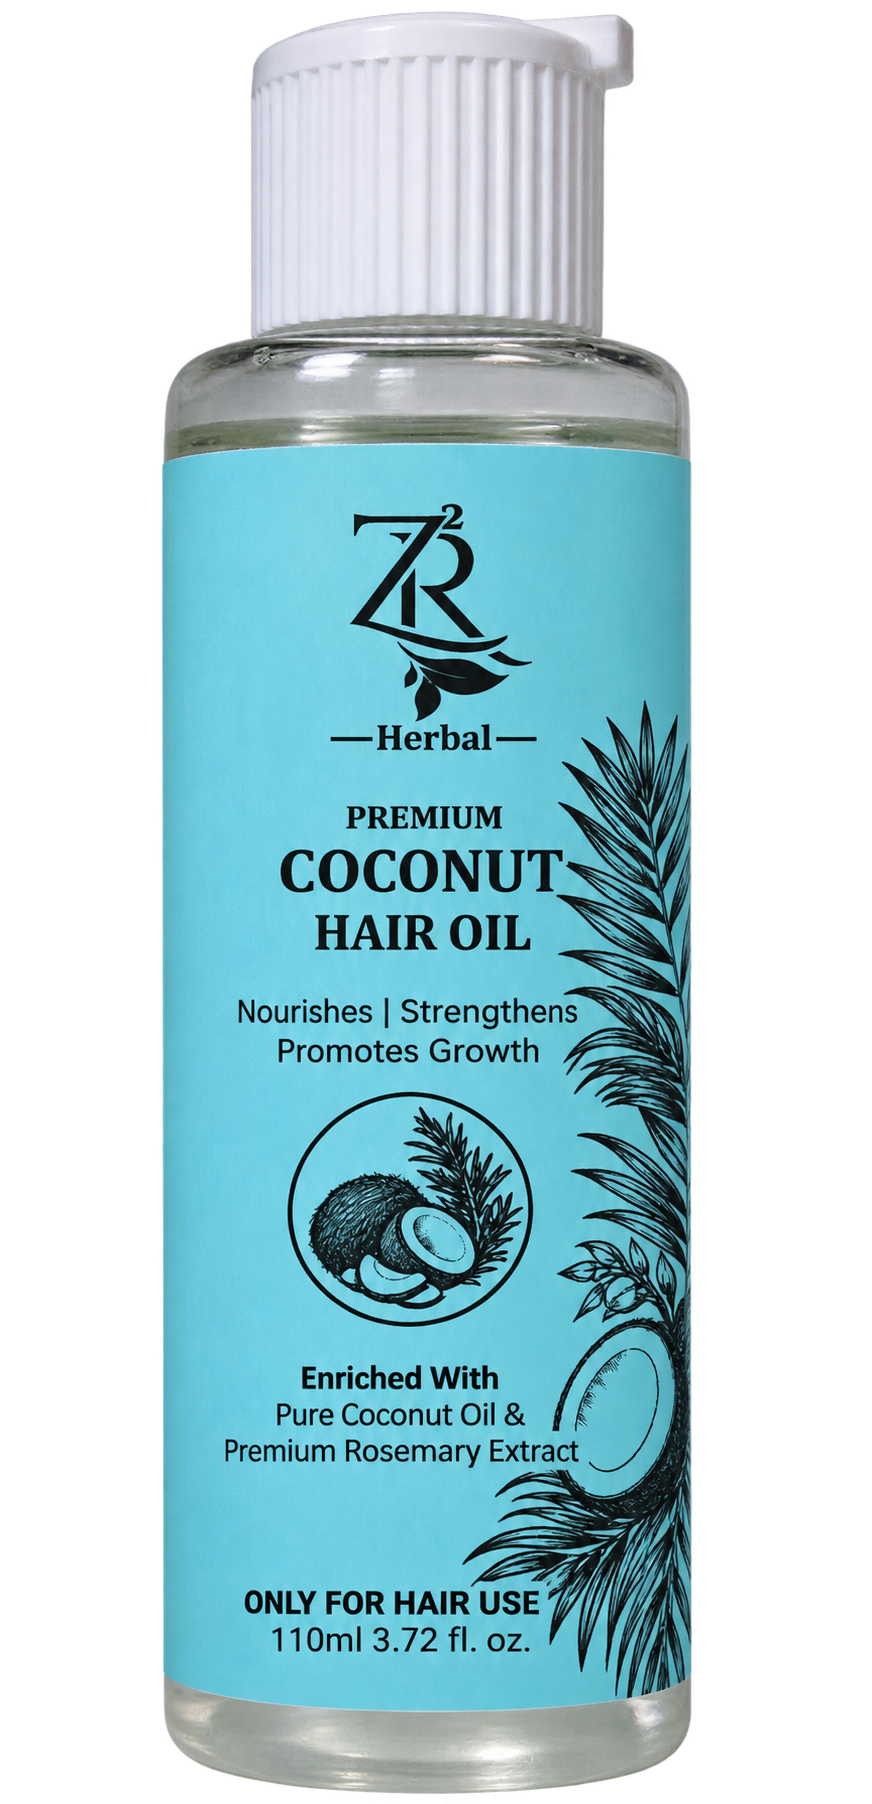 ZR²
Herbal
PREMIUM
COCONUT
HAIR OIL
Nourishes | Strengthens
Promotes Growth
Enriched With
Pure Coconut Oil &
Premium Rosemary Extract
ONLY FOR HAIR USE
110ml 3.72 fl. oz.